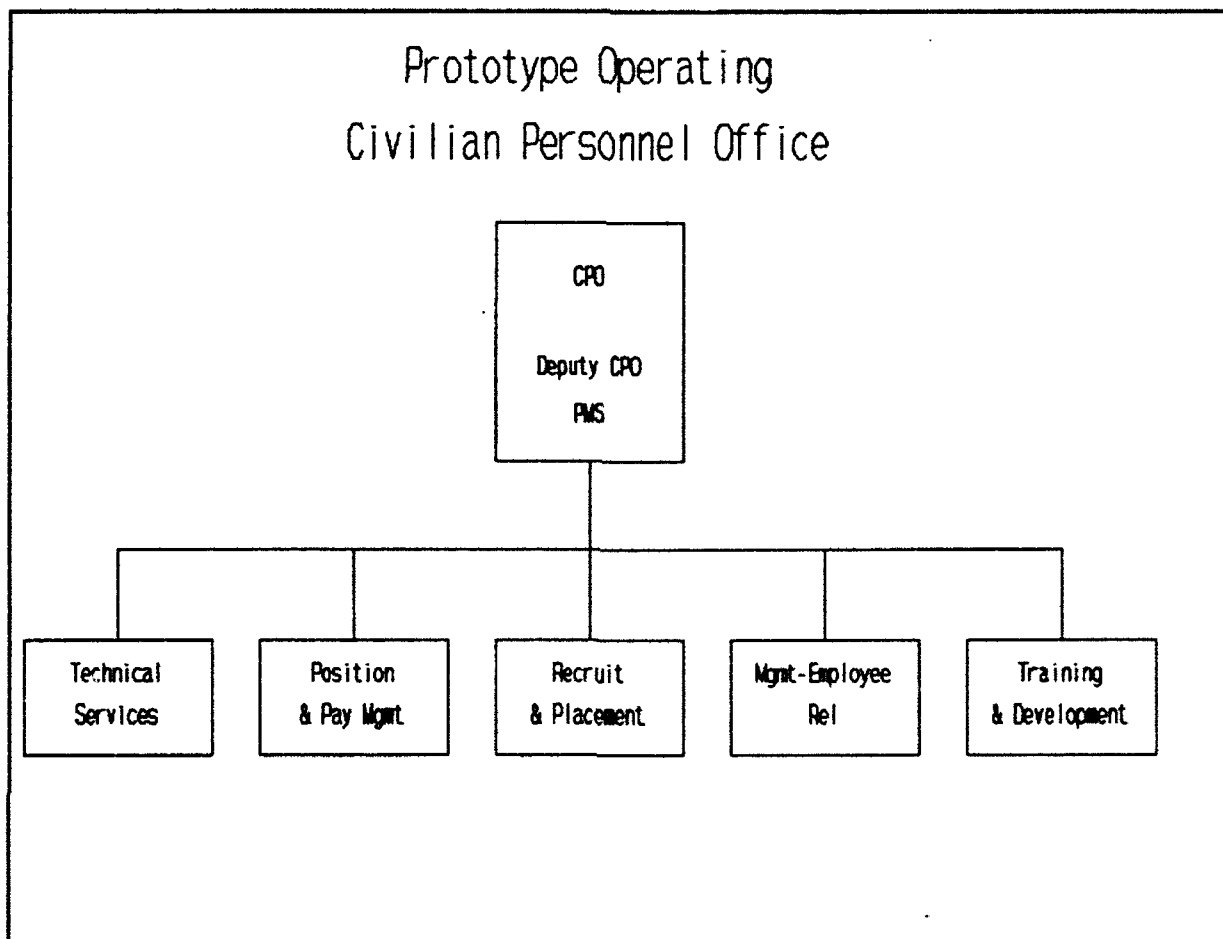 Prototype Operating
Civilian Personnel Office
CPO
Deputy CPO
PMS
Technical
Services
Position
& Pay Mgmt
Recruit
& Placement
Mgmt-Employee
Rel
Training
& Development